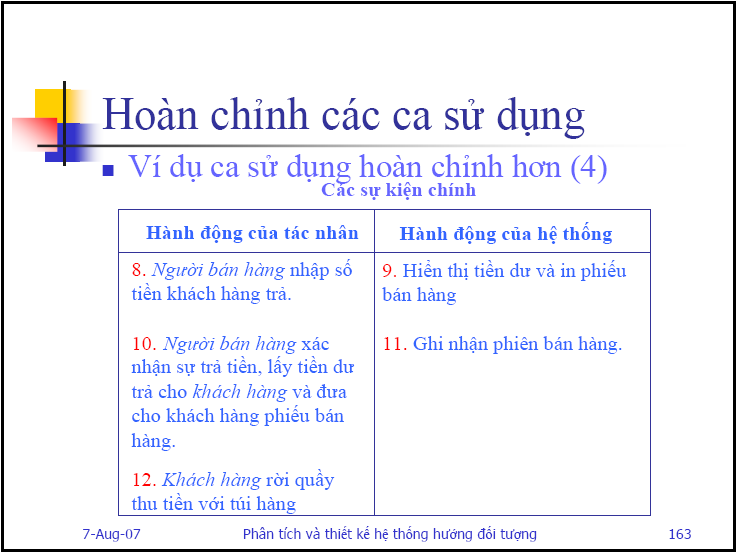 Hoàn chỉnh các ca sử dụng
Ví dụ ca sử dụng hoàn chỉnh hơn (4)
Các sự kiện chính
Hành động của tác nhân
Hành động của hệ thống
8. Người bán hàng nhập số
tiền khách hàng trả.
9. Hiển thị tiền dư và in phiếu
bán hàng
10. Người bán hàng xác
nhận sự trả tiền, lấy tiền dư
trả cho khách hàng và đưa
cho khách hàng phiếu bán
hàng.
11. Ghi nhận phiên bán hàng.
12. Khách hàng rời quầy
thu tiền với túi hàng
7-Aug-07
Phân tích và thiết kế hệ thống hướng đối tượng
163